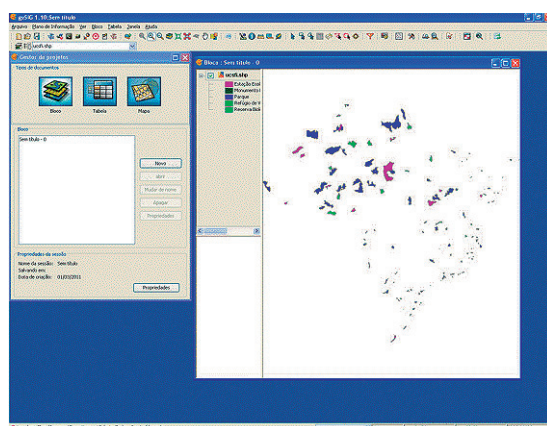 gvSIG 1.10 Sem título
Arquivo Plano de Informação Ver Bloco Tabela Janela Ajuda
ucsfi.shp
Gestor de projetos
Tipos de documentos
Bloco Tabela Mapa
Bloco
Sem título - 0
Novo
Abrir
Mudar de nome
Apagar
Propriedades
Propriedades da sessão
Nome da sessão: Sem título
Salvando em:
Data de criação: 01/03/2011
Propriedades
Bloco : Sem título - 0
ucsfi.shp
Estação Ecol
Monumento
Parque
Refúgio de V
Reserva Bioló